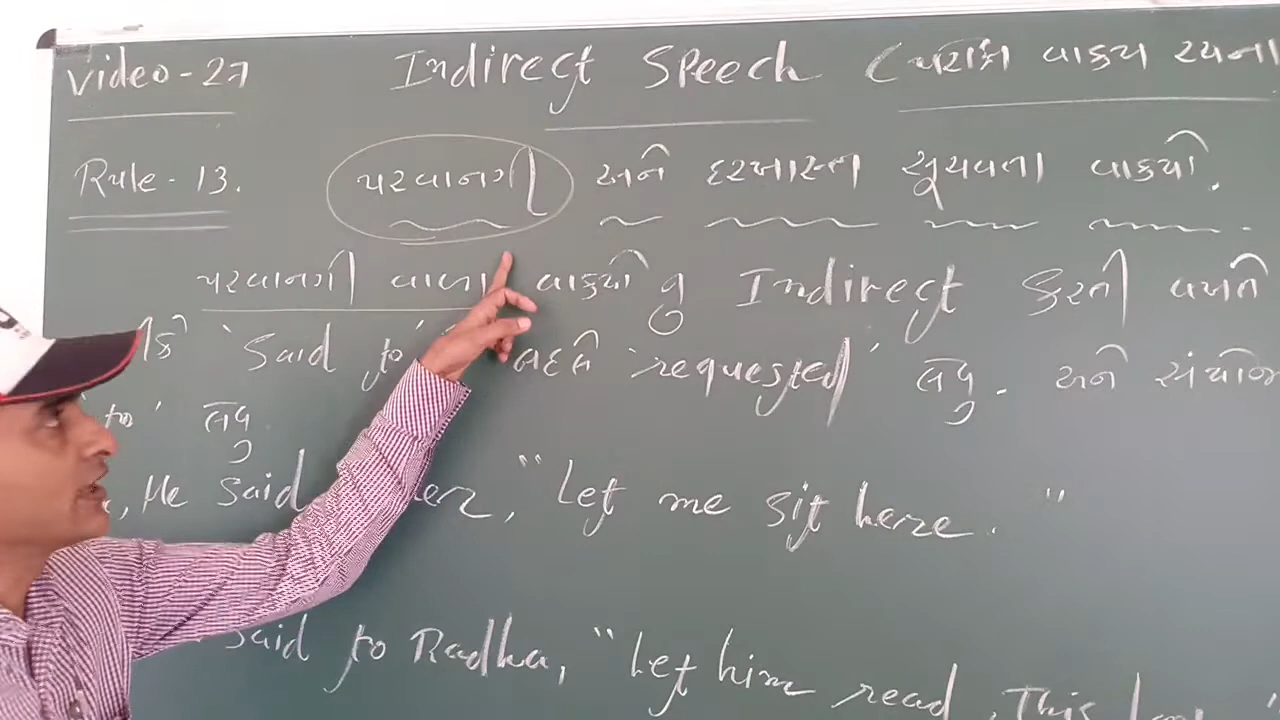 Video-27 Indirect Speech (પરોક્ષ વાક્ય રચના
Rule-13. પરવાનગી અને દરખાસ્ત સૂચવતા વાક્યો.
પરવાનગી વાળા વાક્યો નુ Indirect કરતી વખતે
'Said to' બદલે 'requested' લખવુ. અને
to' લખવુ
He said her, "Let me sit here."
Said to Radha, "Let him read This